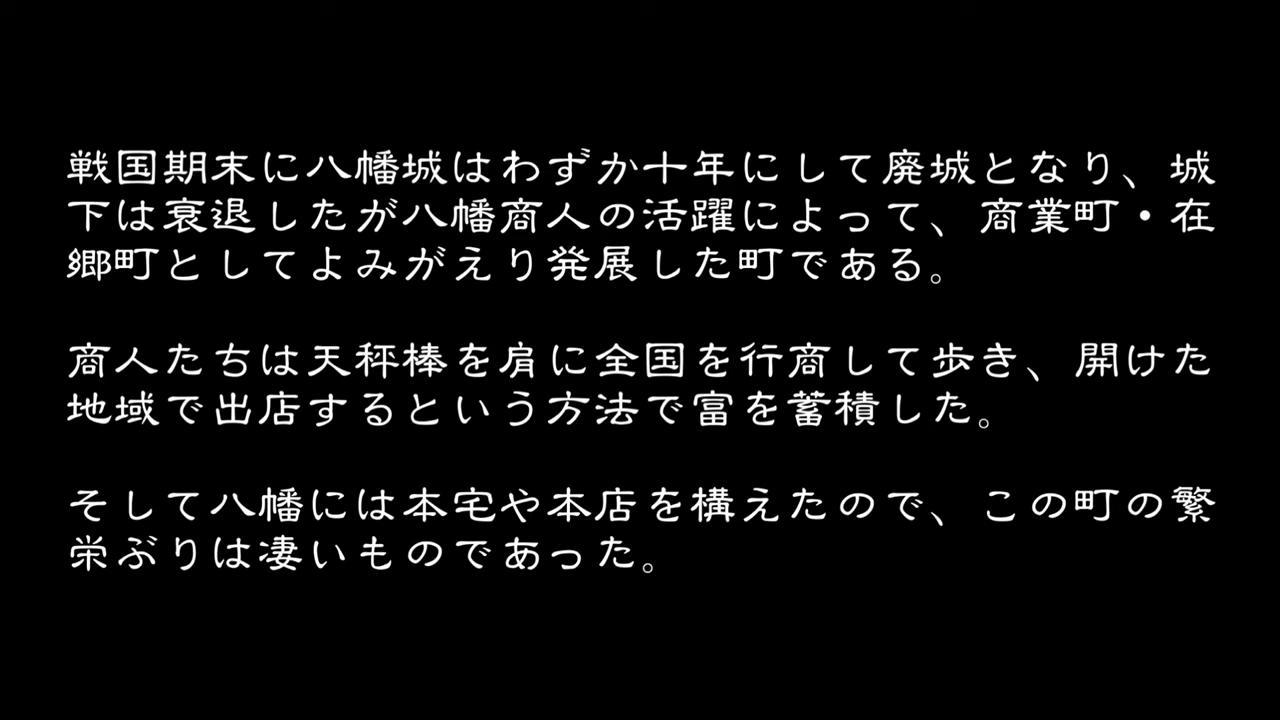 戦国期末に八幡城はわずか十年にして廃城となり、城
下は衰退したが八幡商人の活躍によって、商業町・在
郷町としてよみがえり発展した町である。
商人たちは天秤棒を肩に全国を行商して歩き、開けた
地域で出店するという方法で富を蓄積した。
そして八幡には本宅や本店を構えたので、この町の繁
栄ぶりは凄いものであった。